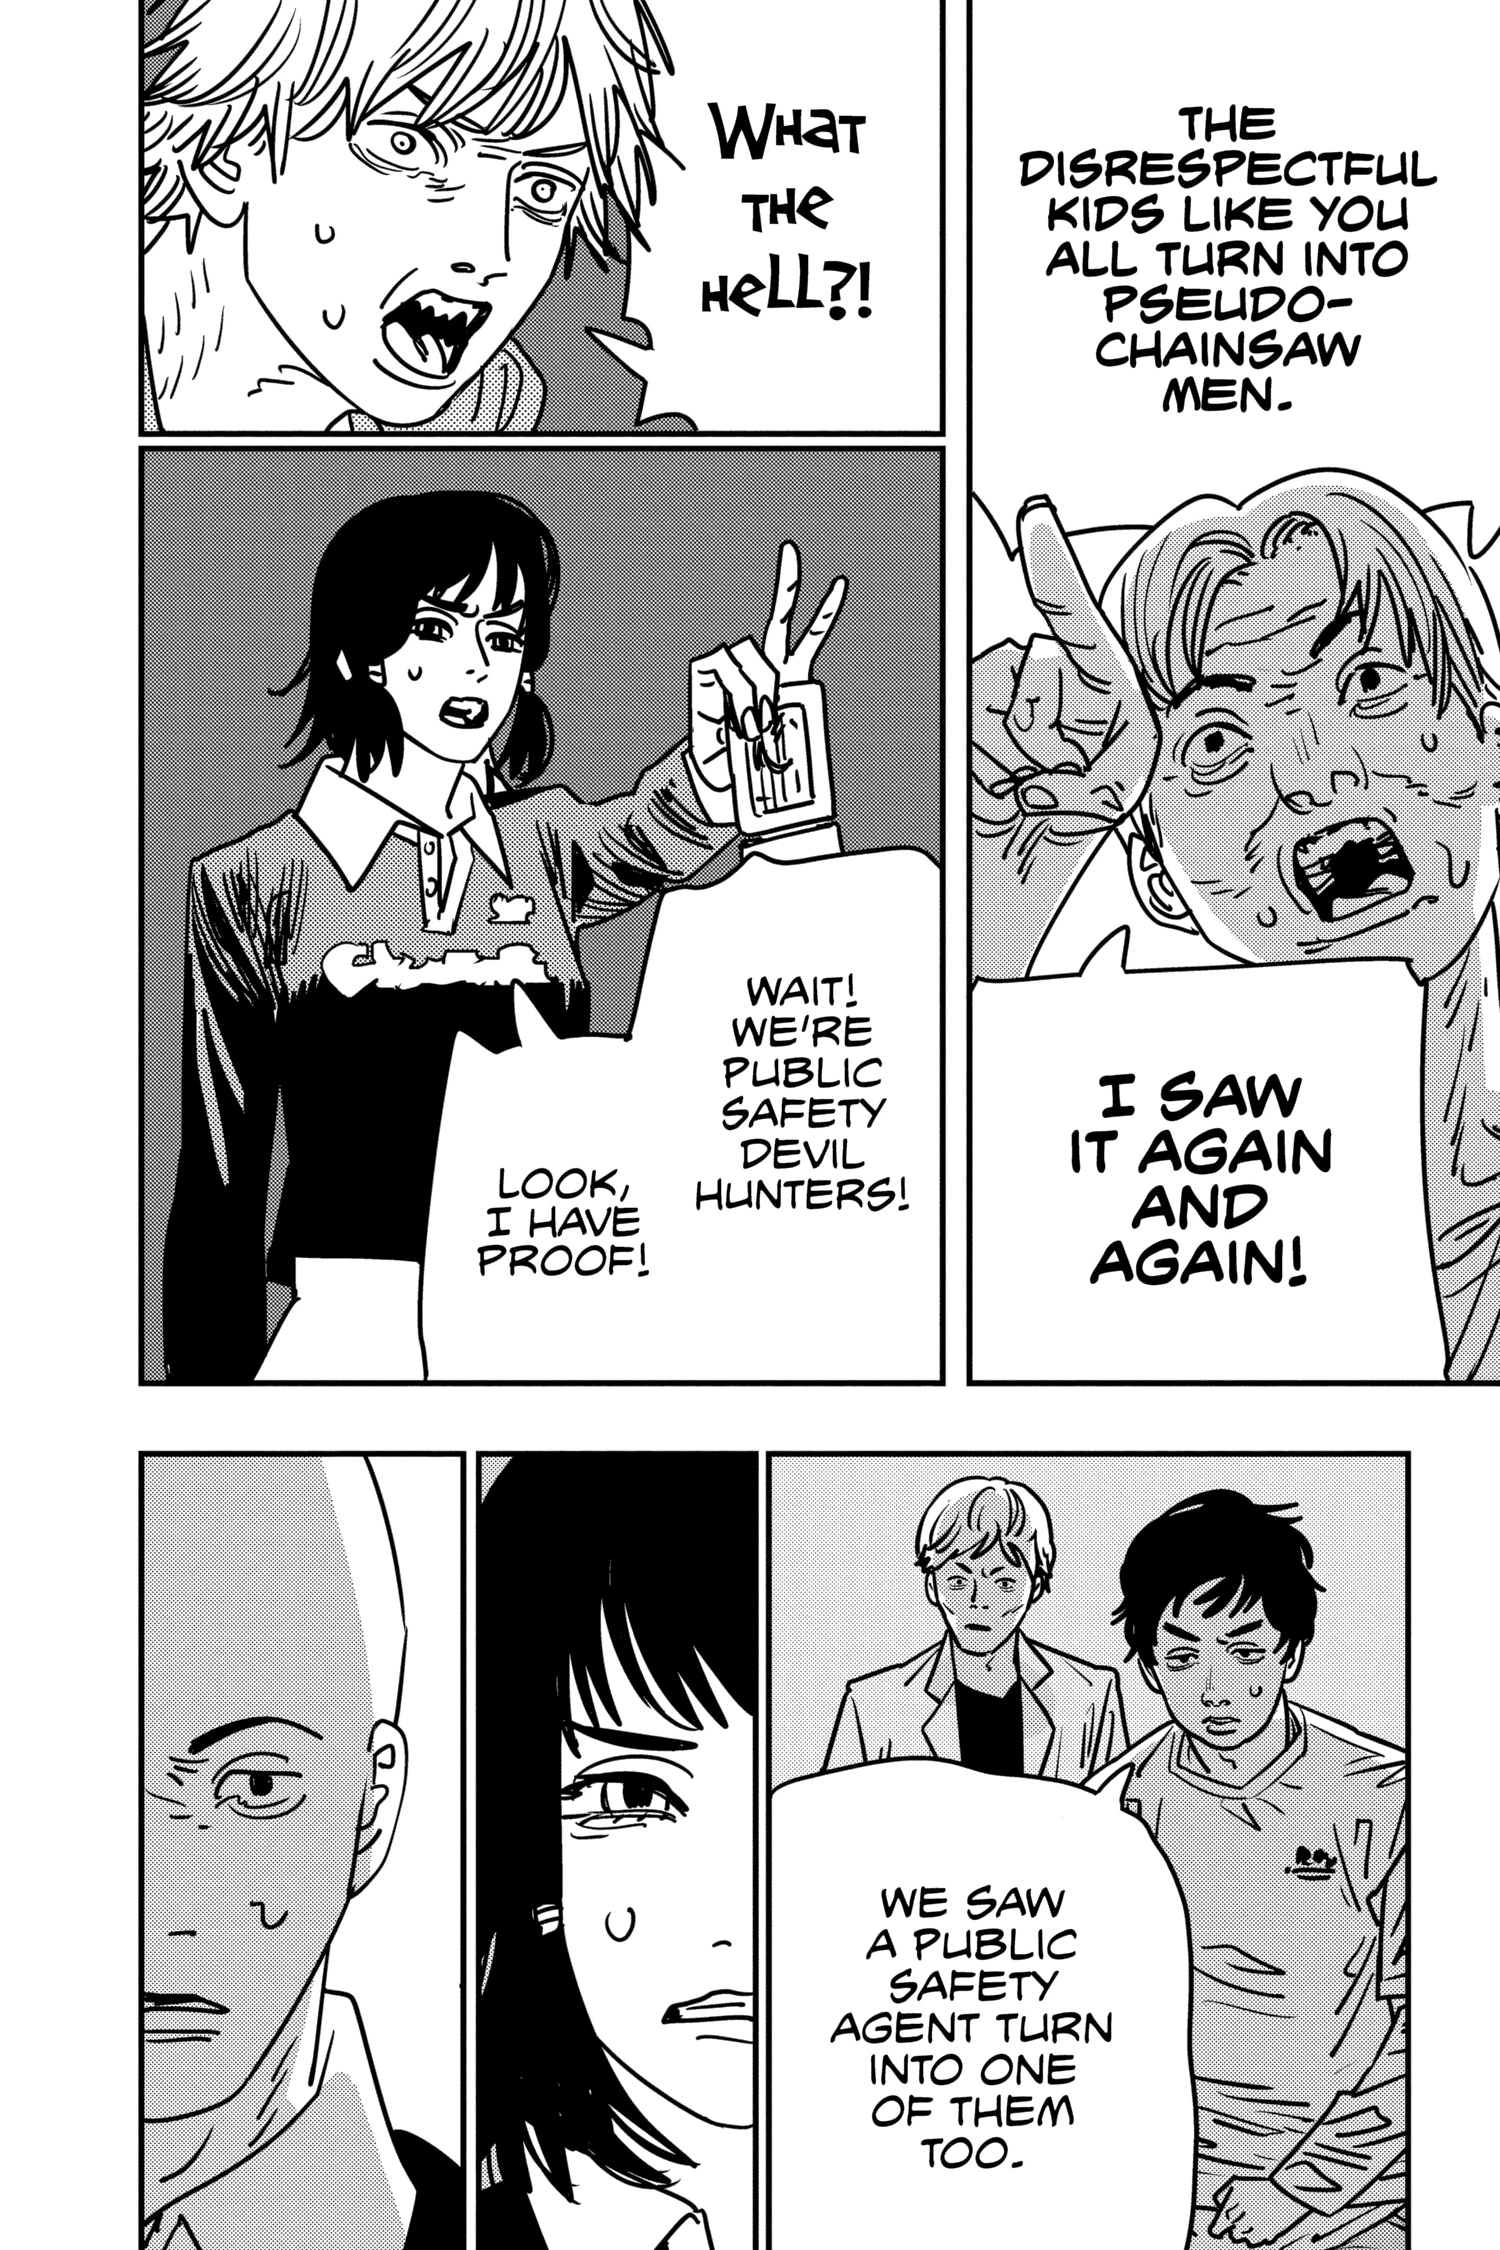 THE
DISRESPECTFUL
KIDS LIKE YOU
ALL TURN INTO
PSEUDO-
CHAINSAW
MEN.
I SAW
IT AGAIN
AND
AGAIN!
WHAT
THE
HELL?!
WAIT!
WE'RE
PUBLIC
SAFETY
DEVIL
HUNTERS!
LOOK,
I HAVE
PROOF!
WE SAW
A PUBLIC
SAFETY
AGENT TURN
INTO ONE
OF THEM
TOO.